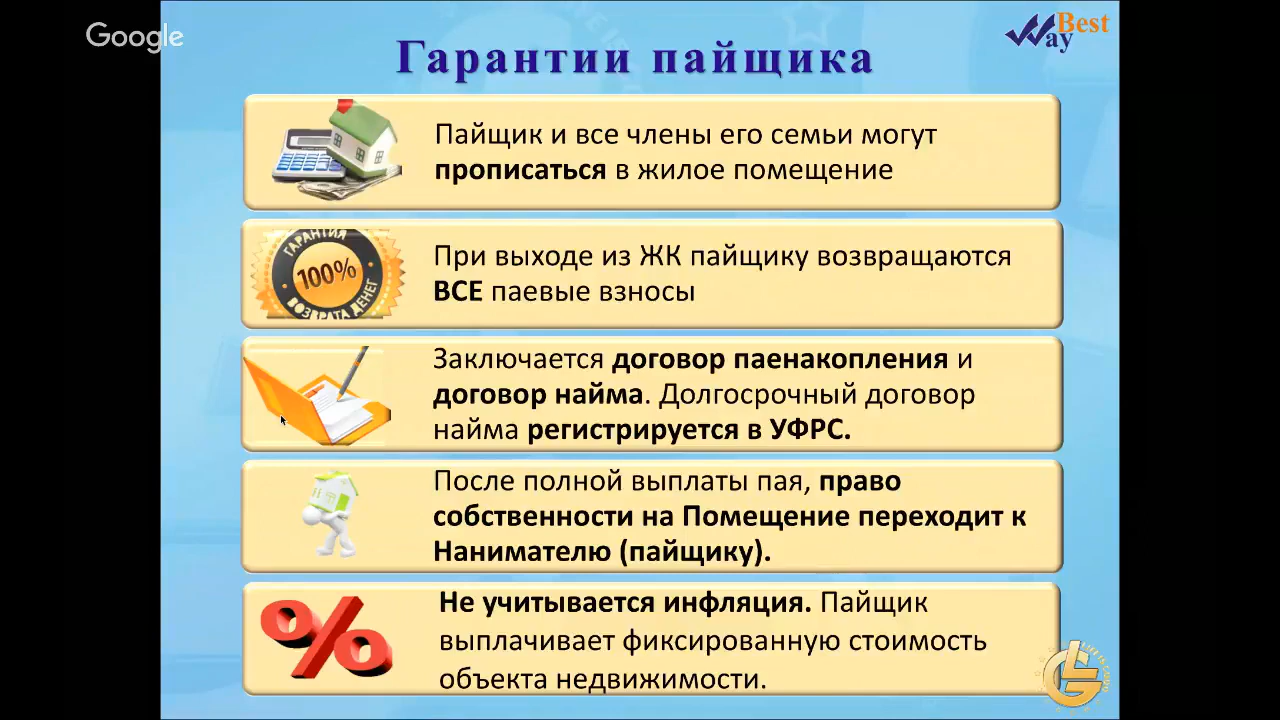 Google
Best
Way
Гарантии пайщика
Пайщик и все члены его семьи могут
прописаться в жилое помещение
ГАРАНТИЯ
100%
ВОЗВРАТА ДЕНЕГ
При выходе из ЖК пайщику возвращаются
ВСЕ паевые взносы
Заключается договор паенакопления и
договор найма. Долгосрочный договор
найма регистрируется в УФРС.
После полной выплаты пая, право
собственности на Помещение переходит к
Нанимателю (пайщику).
%
Не учитывается инфляция. Пайщик
выплачивает фиксированную стоимость
объекта недвижимости.